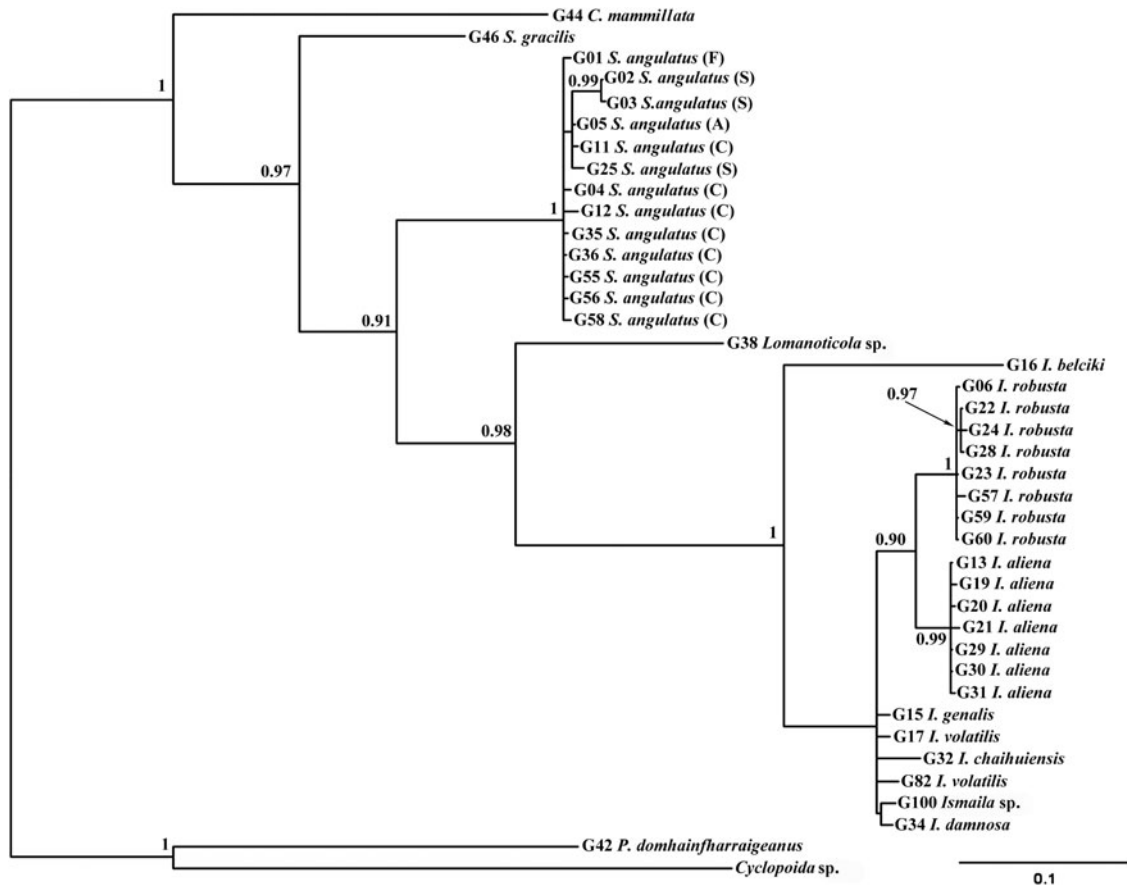 G44 C. mammillata
G46 S. gracilis
1
G01 S. angulatus (F)
0.99 G02 S. angulatus (S)
G03 S.angulatus (S)
G05 S. angulatus (A)
G11 S. angulatus (C)
G25 S. angulatus (S)
0.97
G04 S. angulatus (C)
1 G12 S. angulatus (C)
G35 S. angulatus (C)
G36 S. angulatus (C)
G55 S. angulatus (C)
G56 S. angulatus (C)
0.91 G58 S. angulatus (C)
G38 Lomanoticola sp.
G16 I. belciki
0.97 G06 I. robusta
G22 I. robusta
0.98 G24 I. robusta
G28 I. robusta
1 G23 I. robusta
G57 I. robusta
G59 I. robusta
1 0.90 G60 I. robusta
G13 I. aliena
G19 I. aliena
G20 I. aliena
G21 I. aliena
0.99 G29 I. aliena
G30 I. aliena
G31 I. aliena
G15 I. genalis
G17 I. volatilis
G32 I. chaihuiensis
G82 I. volatilis
G100 Ismaila sp.
G34 I. damnosa
1 G42 P. domhainfharraigeanus
Cyclopoida sp.
0.1